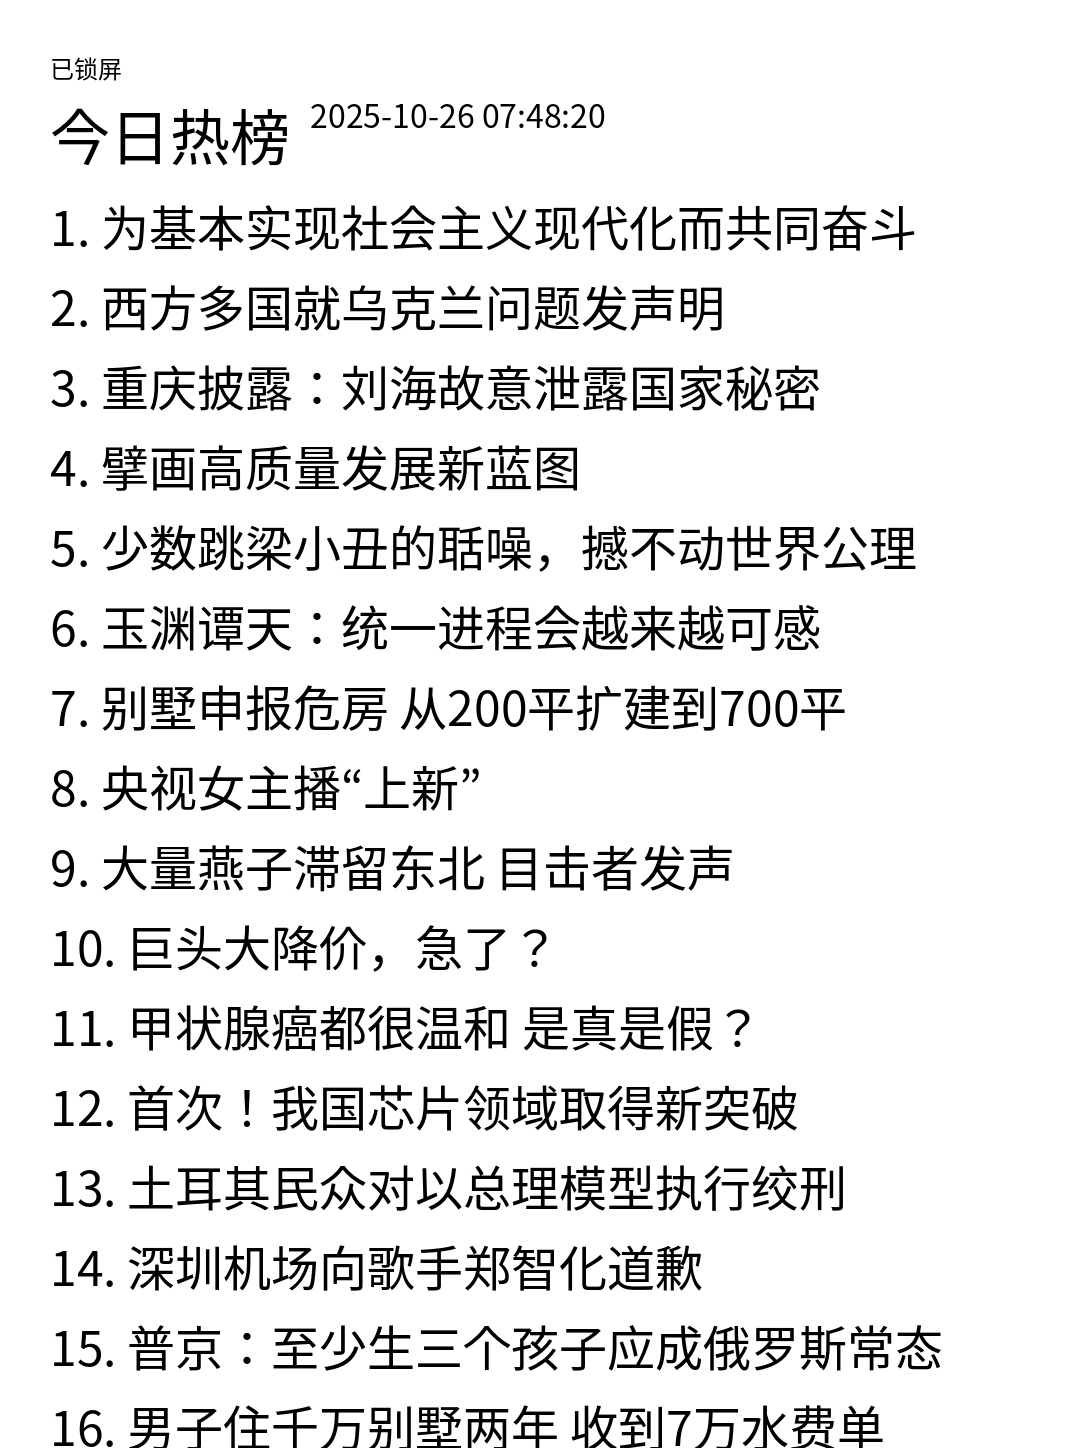 已锁屏
今日热榜 2025-10-26 07:48:20
1. 为基本实现社会主义现代化而共同奋斗
2. 西方多国就乌克兰问题发声明
3. 重庆披露：刘海故意泄露国家秘密
4. 擘画高质量发展新蓝图
5. 少数跳梁小丑的聒噪，撼不动世界公理
6. 玉渊谭天：统一进程会越来越可感
7. 别墅申报危房 从200平扩建到700平
8. 央视女主播“上新”
9. 大量燕子滞留东北 目击者发声
10. 巨头大降价，急了？
11. 甲状腺癌都很温和 是真是假？
12. 首次！我国芯片领域取得新突破
13. 土耳其民众对以总理模型执行绞刑
14. 深圳机场向歌手郑智化道歉
15. 普京：至少生三个孩子应成俄罗斯常态
16. 男子住千万别墅两年 收到7万水费单